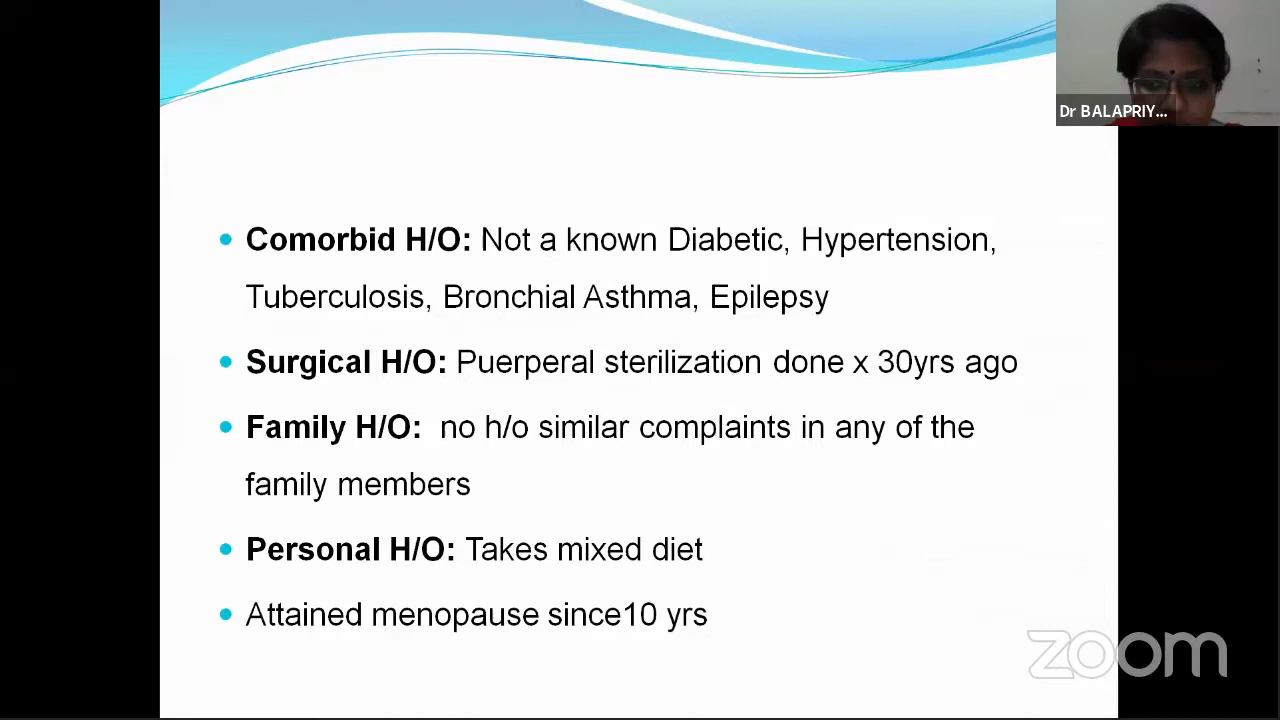 Dr BALAPRIY...
Comorbid H/O: Not a known Diabetic, Hypertension,
Tuberculosis, Bronchial Asthma, Epilepsy
Surgical H/O: Puerperal sterilization done x 30yrs ago
Family H/O: no h/o similar complaints in any of the
family members
Personal H/O: Takes mixed diet
Attained menopause since10 yrs
zoom